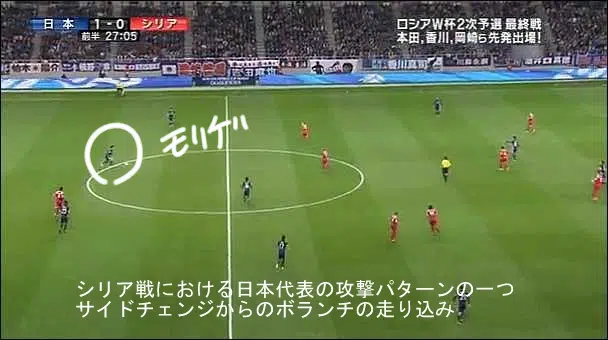 日本 1-0 シリア
前半 27:05
ロシアW杯2次予選 最終戦
本田,香川,岡崎ら先発出場!
モリゲル
シリア戦における日本代表の攻撃パターンの一つ
サイドチェンジからのボランチの走り込み